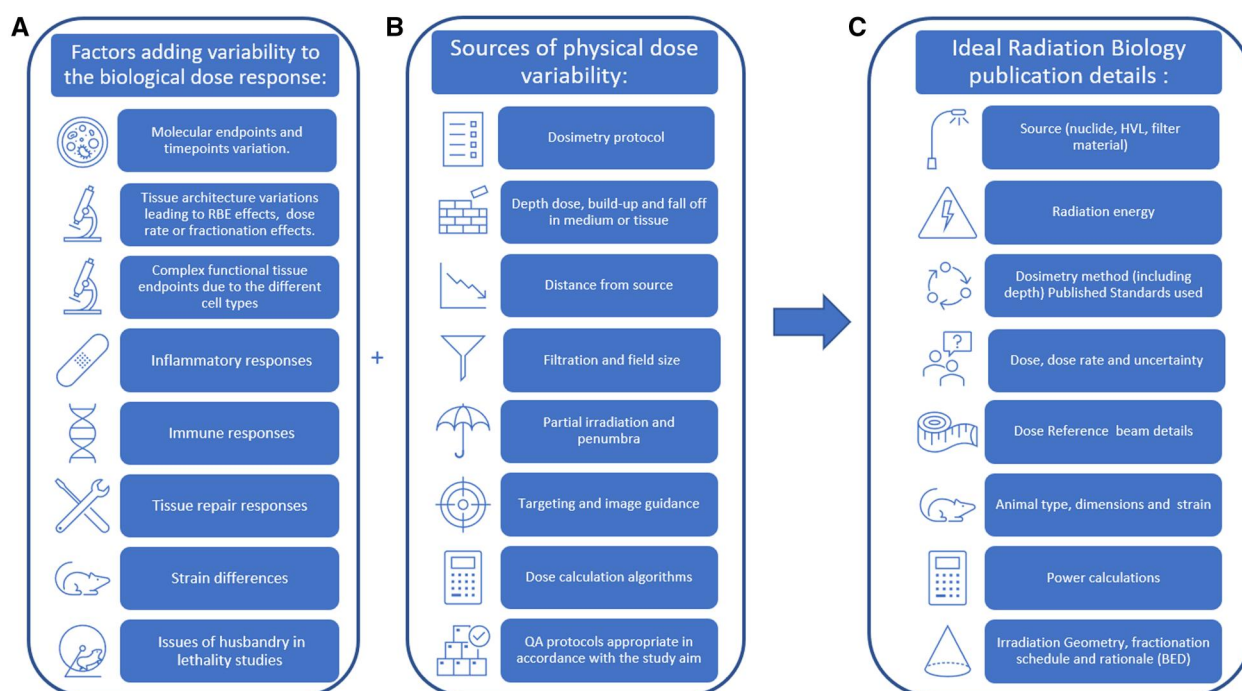 A
Factors adding variability to
the biological dose response:
Molecular endpoints and
timepoints variation.
Tissue architecture variations
leading to RBE effects, dose
rate or fractionation effects.
Complex functional tissue
endpoints due to the different
cell types
Inflammatory responses
Immune responses
Tissue repair responses
Strain differences
Issues of husbandry in
lethality studies
+
B
Sources of physical dose
variability:
Dosimetry protocol
Depth dose, build-up and fall off
in medium or tissue
Distance from source
Filtration and field size
Partial irradiation and
penumbra
Targeting and image guidance
Dose calculation algorithms
QA protocols appropriate in
accordance with the study aim
C
Ideal Radiation Biology
publication details :
Source (nuclide, HVL, filter
material)
Radiation energy
Dosimetry method (including
depth) Published Standards used
?
Dose, dose rate and uncertainty
Dose Reference beam details
Animal type, dimensions and strain
Power calculations
Irradiation Geometry, fractionation
schedule and rationale (BED)